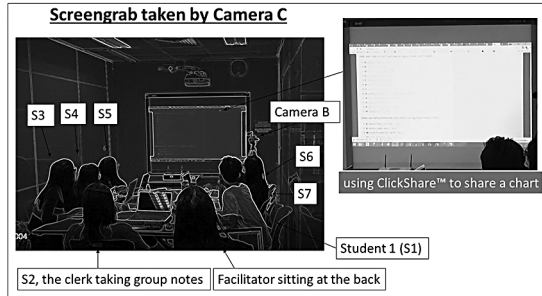 Screengrab taken by Camera C
S3
S4
S5
Camera B
S6
S7
004
using ClickShare™ to share a chart
Student 1 (S1)
S2, the clerk taking group notes
Facilitator sitting at the back